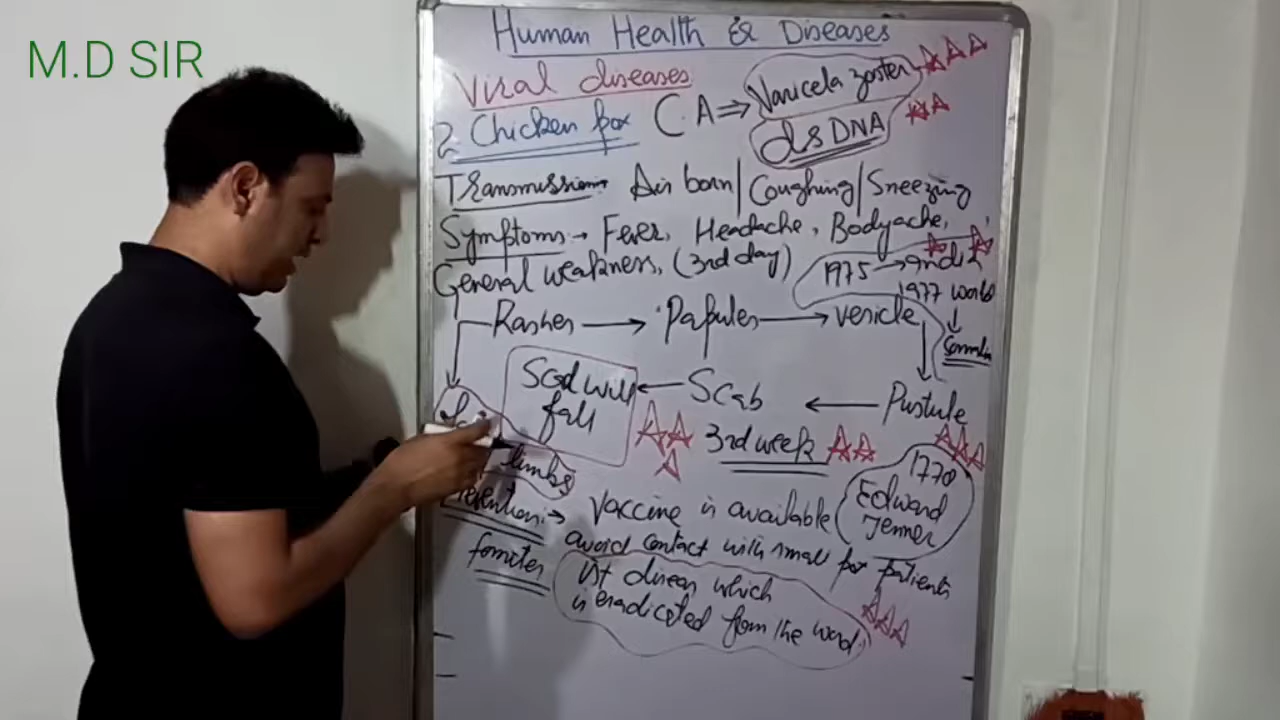 M.D SIR
Human Health & Diseases
Viral diseases
2 Chicken pox C.A ⇒ Varicela zoster
ds DNA
Transmission Air born | Coughing | Sneezing
Symptoms → Fever, Headache, Bodyache,
General weakness, (3rd day)
1975 → India
1977 world
↓
Somalia
Rashes → Papules → vesicle
Pustule
← Scab
Scab will
fall
3rd week
limbs
1770
Edward
Jenner
Prevention: → Vaccine is available
avoid contact with small pox patients
fomites
1st diseas which
is eradicated from the word